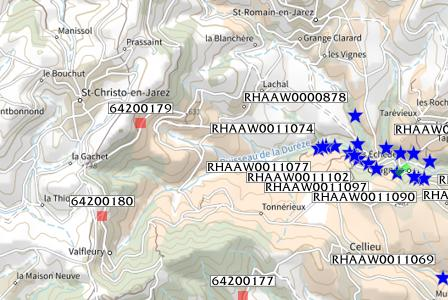 St-Romain-en-Jarez
Manissol
la Blanchère
Grange Clarard
Prassaint
les Vignes
le Bouchut
Lachal
St-Christo-en-Jarez
RHAAW0000878
64200179
Tarévieux
RHAAW0011074
la Gachet
RHAAW0011077
RHAAW0011102
RHAAW0011097
RHAAW0011090
64200180
Tonnérieux
Valfleury
Cellieu
RHAAW0011069
la Maison Neuve
64200177